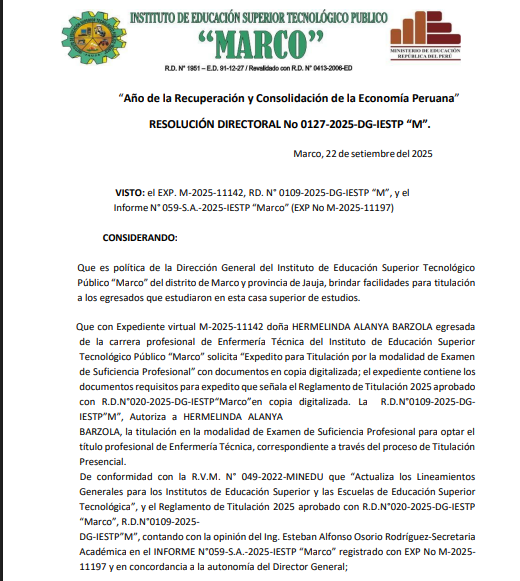 INSTITUTO DE EDUCACIÓN SUPERIOR TECNOLÓGICO PUBLICO
“MARCO”
R.D. N° 1951 – E.D. 91-12-27 / Revalidado con R.D. N° 0413-2006-ED
MINISTERIO DE EDUCACIÓN
REPÚBLICA DEL PERÚ
“Año de la Recuperación y Consolidación de la Economía Peruana”
RESOLUCIÓN DIRECTORAL No 0127-2025-DG-IESTP “M”.
Marco, 22 de setiembre del 2025
VISTO: el EXP. M-2025-11142, RD. N° 0109-2025-DG-IESTP “M”, y el
Informe N° 059-S.A.-2025-IESTP “Marco” (EXP No M-2025-11197)
CONSIDERANDO:
Que es política de la Dirección General del Instituto de Educación Superior Tecnológico
Público “Marco” del distrito de Marco y provincia de Jauja, brindar facilidades para titulación
a los egresados que estudiaron en esta casa superior de estudios.
Que con Expediente virtual M-2025-11142 doña HERMELINDA ALANYA BARZOLA egresada
de la carrera profesional de Enfermería Técnica del Instituto de Educación Superior
Tecnológico Público “Marco” solicita “Expedito para Titulación por la modalidad de Examen
de Suficiencia Profesional” con documentos en copia digitalizada; el expediente contiene los
documentos requisitos para expedito que señala el Reglamento de Titulación 2025 aprobado
con R.D.N°020-2025-DG-IESTP“Marco”en copia digitalizada. La R.D.N°0109-2025-DG-
IESTP”M”, Autoriza a HERMELINDA ALANYA
BARZOLA, la titulación en la modalidad de Examen de Suficiencia Profesional para optar el
título profesional de Enfermería Técnica, correspondiente a través del proceso de Titulación
Presencial.
De conformidad con la R.V.M. N° 049-2022-MINEDU que “Actualiza los Lineamientos
Generales para los Institutos de Educación Superior y las Escuelas de Educación Superior
Tecnológica”, y el Reglamento de Titulación 2025 aprobado con R.D.N°020-2025-DG-IESTP
“Marco”, R.D.N°0109-2025-
DG-IESTP”M”, contando con la opinión del Ing. Esteban Alfonso Osorio Rodríguez-Secretaria
Académica en el INFORME N°059-S.A.-2025-IESTP “Marco” registrado con EXP No M-2025-
11197 y en concordancia a la autonomía del Director General;